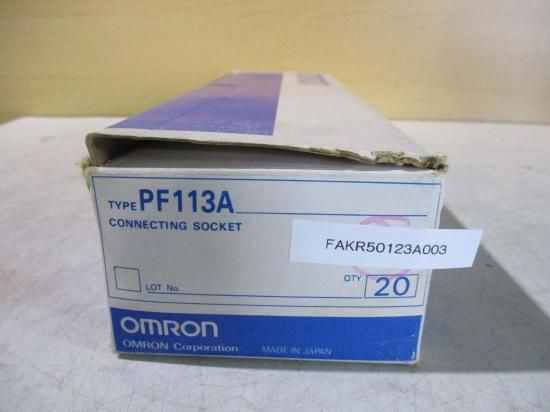 TYPE PF113A
CONNECTING SOCKET
FAKR50123A003
LOT No.
QTY. 20
OMRON
OMRON Corporation MADE IN JAPAN